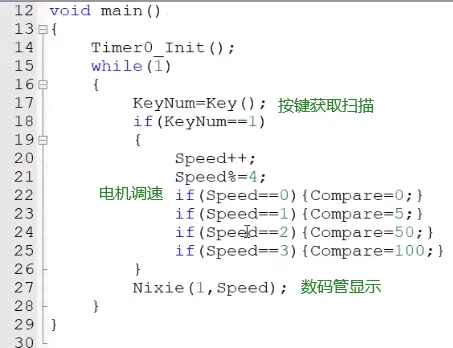 12 void main()
13 {
14 Timer0_Init();
15 while(1)
16 {
17 KeyNum=Key(); 按键获取扫描
18 if(KeyNum==1)
19 {
20 Speed++;
21 Speed%=4;
22 电机调速 if(Speed==0){Compare=0;}
23 if(Speed==1){Compare=5;}
24 if(Speed==2){Compare=50;}
25 if(Speed==3){Compare=100;}
26 }
27 Nixie(1,Speed); 数码管显示
28 }
29 }
30